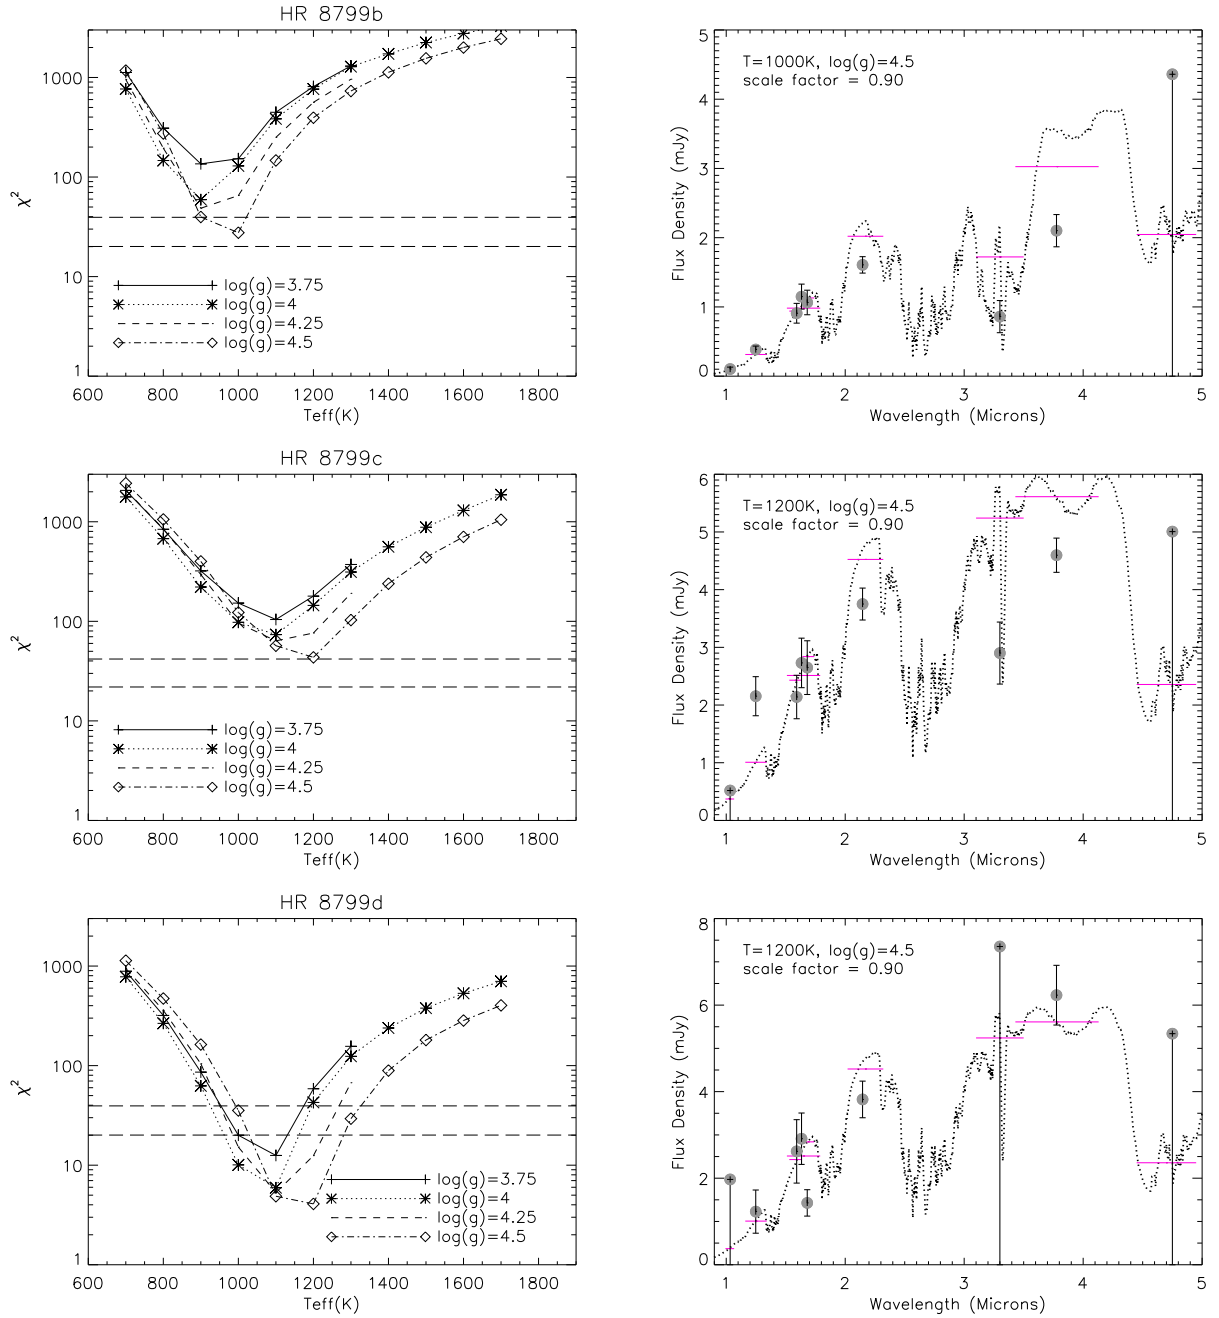 HR 8799b
1000
100
10
1
χ²
log(g)=3.75
log(g)=4
log(g)=4.25
log(g)=4.5
600 800 1000 1200 1400 1600 1800
Teff(K)
T=1000K, log(g)=4.5
scale factor = 0.90
5
4
3
2
1
0
Flux Density (mJy)
1 2 3 4 5
Wavelength (Microns)
HR 8799c
1000
100
10
1
χ²
log(g)=3.75
log(g)=4
log(g)=4.25
log(g)=4.5
600 800 1000 1200 1400 1600 1800
Teff(K)
T=1200K, log(g)=4.5
scale factor = 0.90
6
5
4
3
2
1
0
Flux Density (mJy)
1 2 3 4 5
Wavelength (Microns)
HR 8799d
1000
100
10
1
χ²
log(g)=3.75
log(g)=4
log(g)=4.25
log(g)=4.5
600 800 1000 1200 1400 1600 1800
Teff(K)
T=1200K, log(g)=4.5
scale factor = 0.90
8
6
4
2
0
Flux Density (mJy)
1 2 3 4 5
Wavelength (Microns)